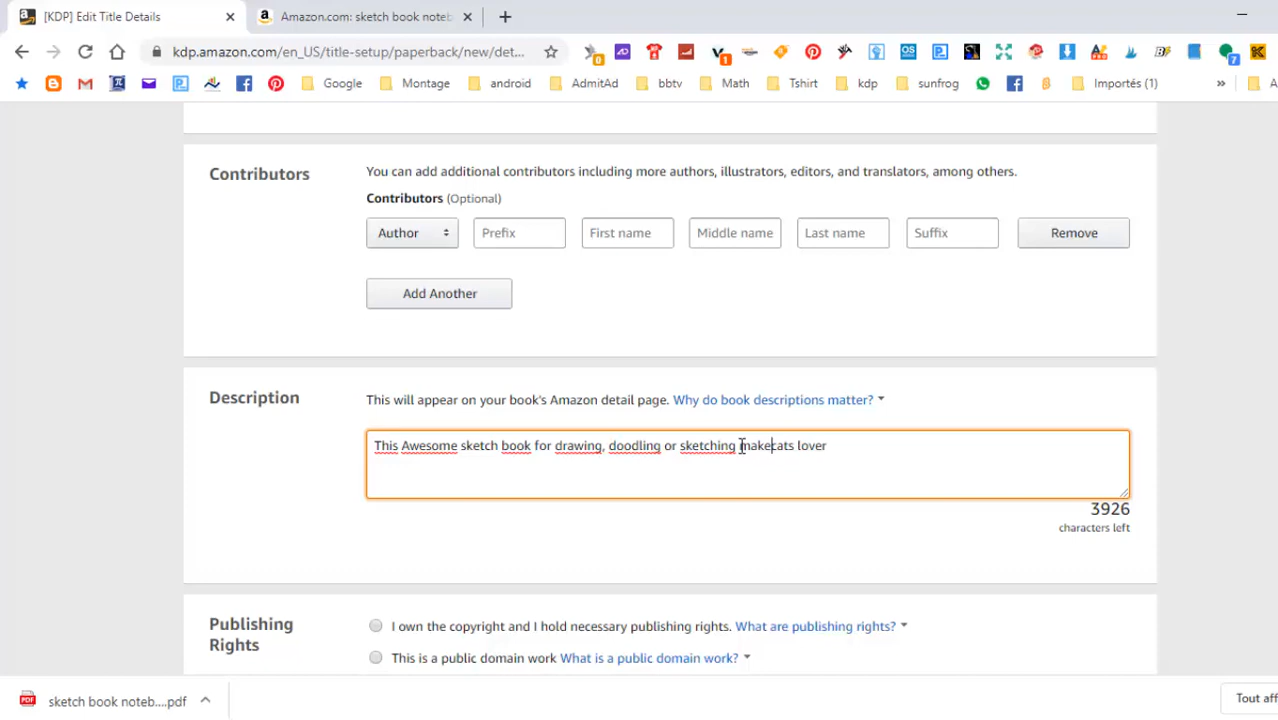 [KDP] Edit Title Details
Amazon.com: sketch book noteb
kdp.amazon.com/en_US/title-setup/paperback/new/det...
Google
Montage
android
AdmitAd
bbtv
Math
Tshirt
kdp
sunfrog
Importés (1)
»
A
Contributors
You can add additional contributors including more authors, illustrators, editors, and translators, among others.
Contributors (Optional)
Author
Prefix
First name
Middle name
Last name
Suffix
Remove
Add Another
Description
This will appear on your book's Amazon detail page. Why do book descriptions matter?
This Awesome sketch book for drawing, doodling or sketching makecats lover
3926
characters left
Publishing
Rights
I own the copyright and I hold necessary publishing rights. What are publishing rights?
This is a public domain work What is a public domain work?
sketch book noteb....pdf
Tout aff